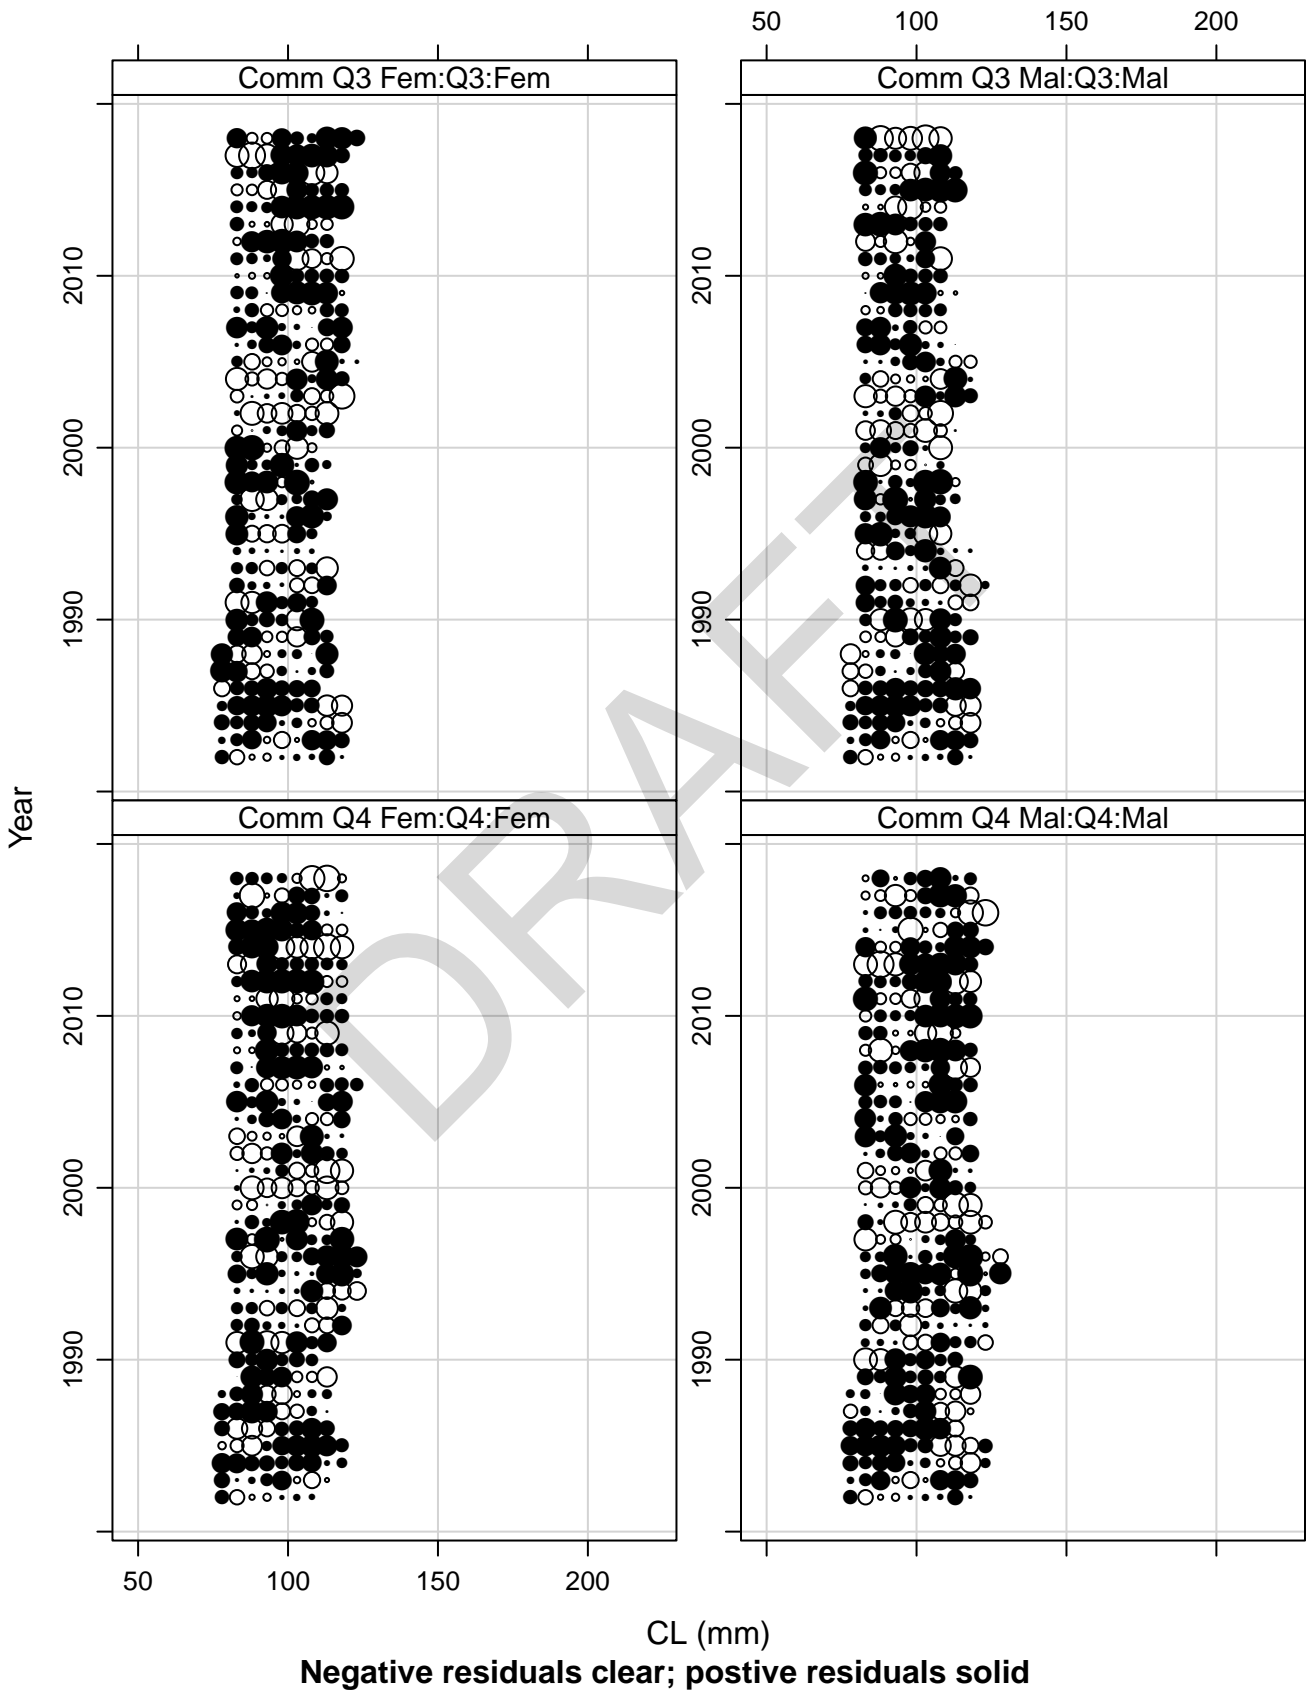 50 100 150 200
Comm Q3 Fem:Q3:Fem
Comm Q3 Mal:Q3:Mal
2010
2000
1990
2010
2000
1990
Year
DRAFT
Comm Q4 Fem:Q4:Fem
Comm Q4 Mal:Q4:Mal
2010
2000
1990
2010
2000
1990
50 100 150 200
CL (mm)
Negative residuals clear; postive residuals solid